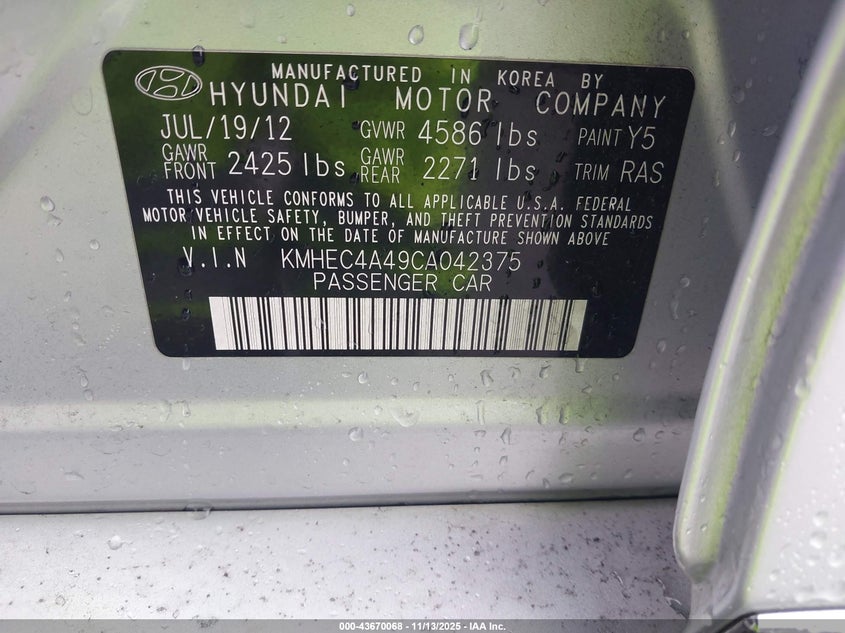 MANUFACTURED IN KOREA BY
HYUNDAI MOTOR COMPANY
JUL/19/12 GVWR 4586 lbs PAINT Y5
GAWR FRONT 2425 lbs GAWR REAR 2271 lbs TRIM RAS
THIS VEHICLE CONFORMS TO ALL APPLICABLE U.S.A. FEDERAL
MOTOR VEHICLE SAFETY, BUMPER, AND THEFT PREVENTION STANDARDS
IN EFFECT ON THE DATE OF MANUFACTURE SHOWN ABOVE
V.I.N KMHEC4A49CA042375
PASSENGER CAR
000-43670068 - 11/13/2025 - IAA Inc.